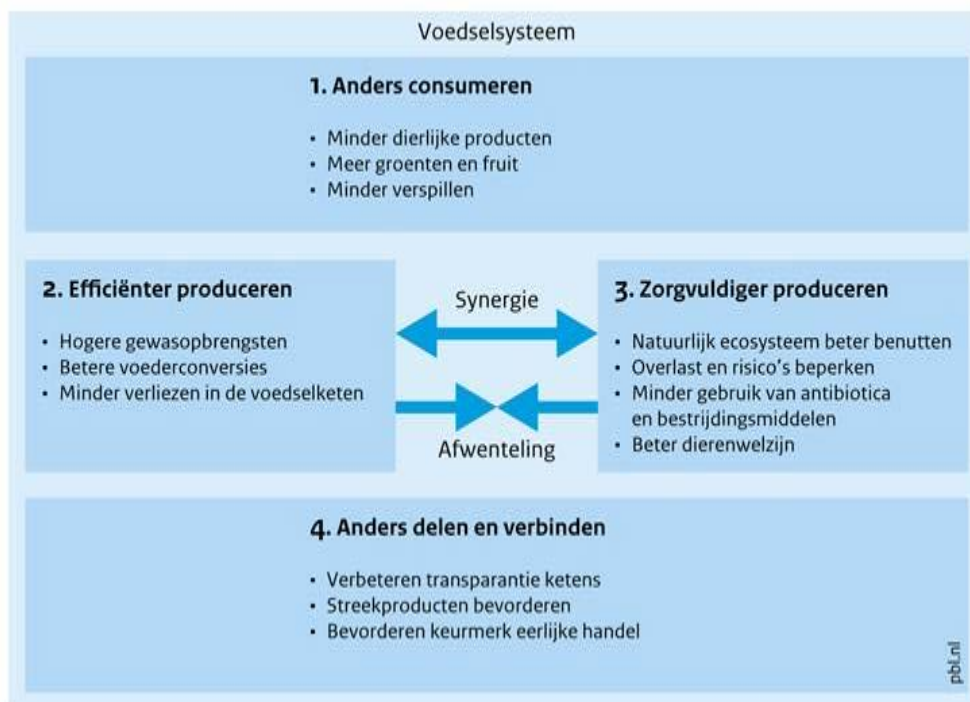 Voedselsysteem
1. Anders consumeren
• Minder dierlijke producten
• Meer groenten en fruit
• Minder verspillen
2. Efficiënter produceren
• Hogere gewasopbrengsten
• Betere voederconversies
• Minder verliezen in de voedselketen
Synergie
Afwenteling
3. Zorgvuldiger produceren
• Natuurlijk ecosysteem beter benutten
• Overlast en risico's beperken
• Minder gebruik van antibiotica
en bestrijdingsmiddelen
• Beter dierenwelzijn
4. Anders delen en verbinden
• Verbeteren transparantie ketens
• Streekproducten bevorderen
• Bevorderen keurmerk eerlijke handel
pbl.nl